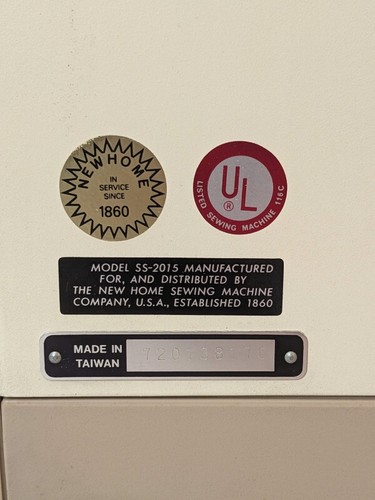 NEW HOME
IN
SERVICE
SINCE
1860
UL
®
LISTED SEWING MACHINE 116C
MODEL SS-2015 MANUFACTURED
FOR, AND DISTRIBUTED BY
THE NEW HOME SEWING MACHINE
COMPANY, U.S.A., ESTABLISHED 1860
MADE IN
TAIWAN